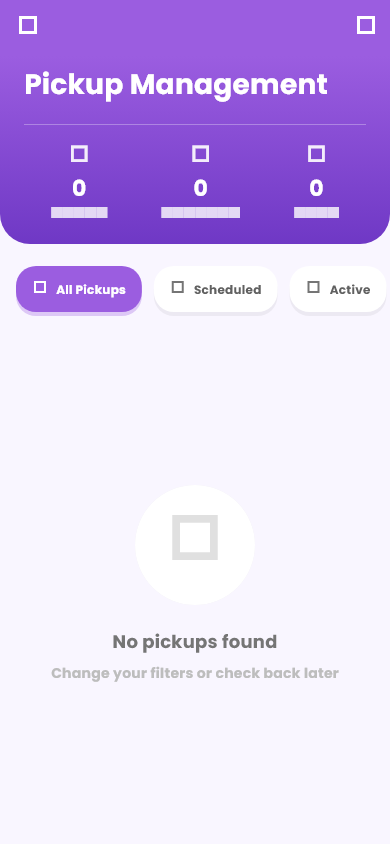 Pickup Management
0
0
0
All Pickups
Scheduled
Active
No pickups found
Change your filters or check back later